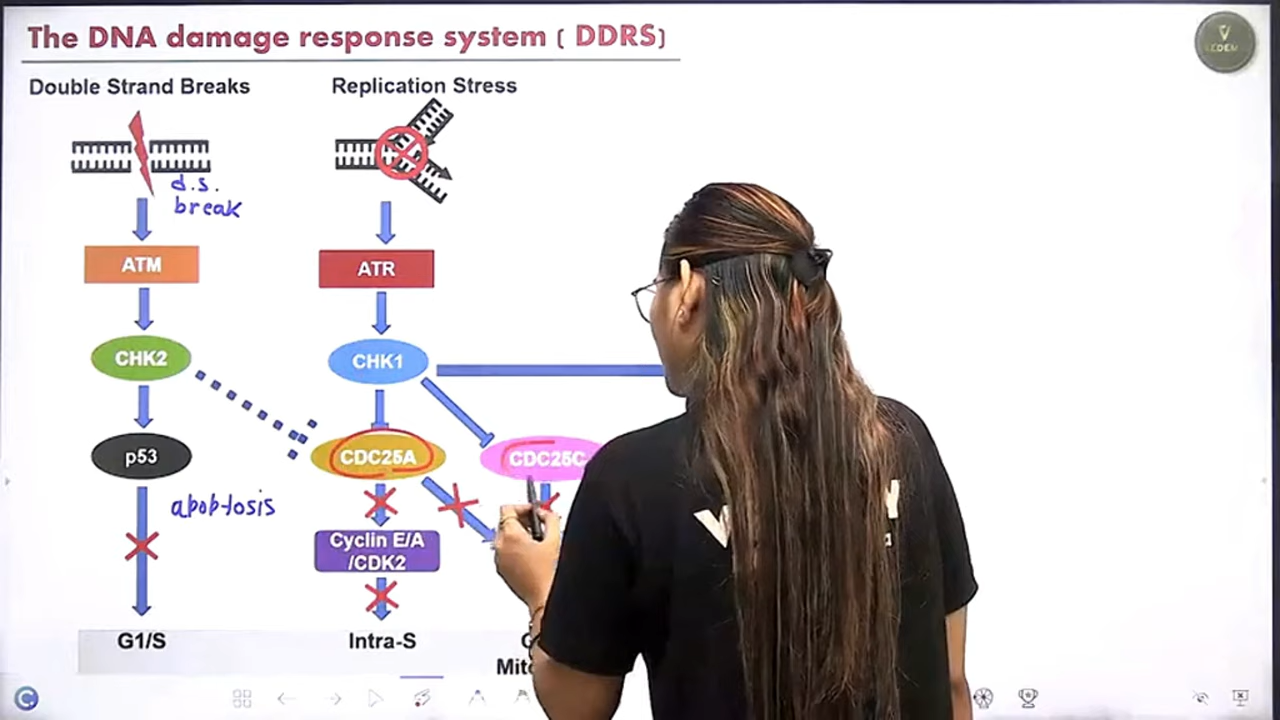 The DNA damage response system ( DDRS)
Double Strand Breaks
Replication Stress
d.s.
break
ATM
ATR
CHK2
CHK1
p53
CDC25A
CDC25C
apoptosis
Cyclin E/A
/CDK2
G1/S
Intra-S